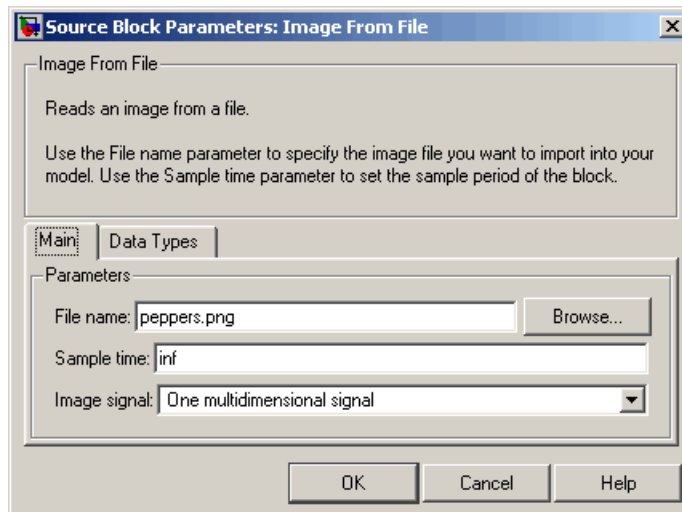 Source Block Parameters: Image From File
Image From File
Reads an image from a file.
Use the File name parameter to specify the image file you want to import into your
model. Use the Sample time parameter to set the sample period of the block.
Main Data Types
Parameters
File name: peppers.png Browse...
Sample time: inf
Image signal: One multidimensional signal
OK Cancel Help